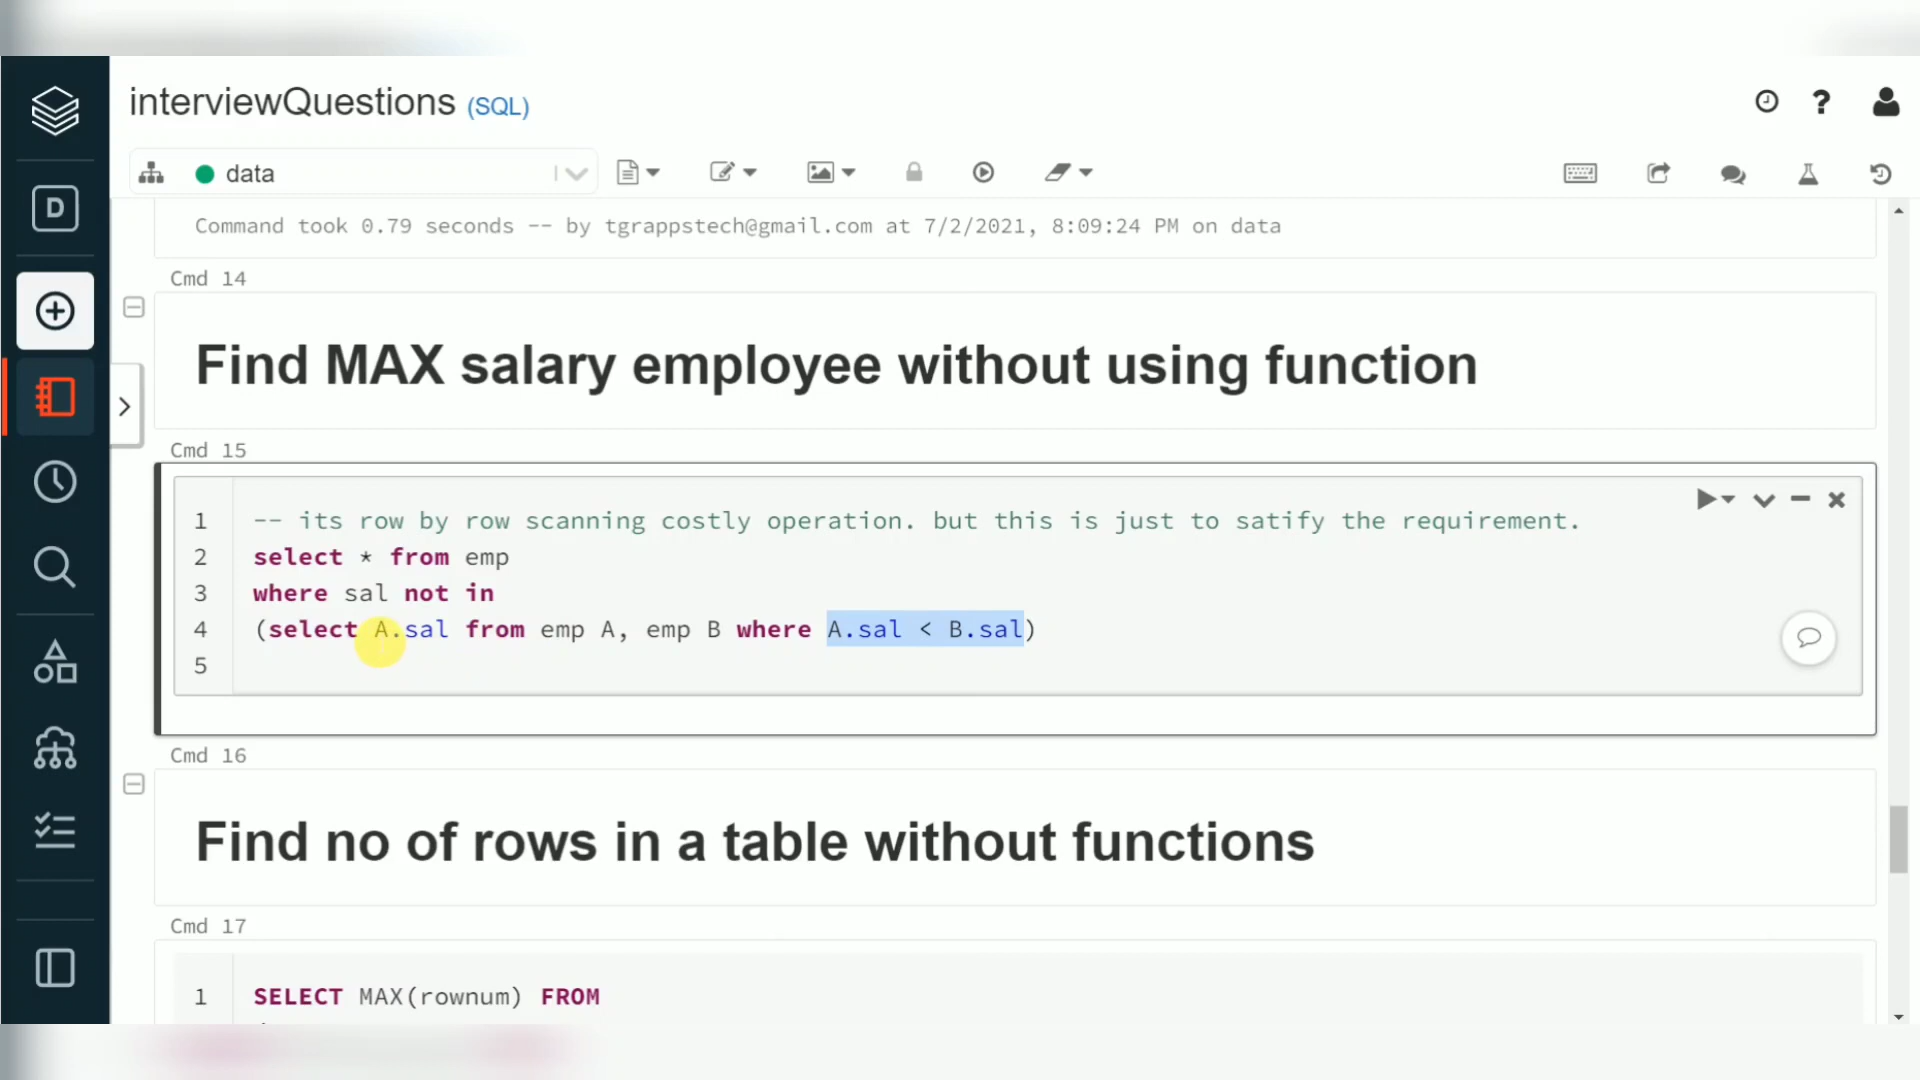 interviewQuestions (SQL)
data
D
Command took 0.79 seconds -- by tgrappstech@gmail.com at 7/2/2021, 8:09:24 PM on data
Cmd 14
Find MAX salary employee without using function
Cmd 15
1 -- its row by row scanning costly operation. but this is just to satify the requirement.
2 select * from emp
3 where sal not in
4 (select A.sal from emp A, emp B where A.sal < B.sal)
5
Cmd 16
Find no of rows in a table without functions
Cmd 17
1 SELECT MAX(rownum) FROM